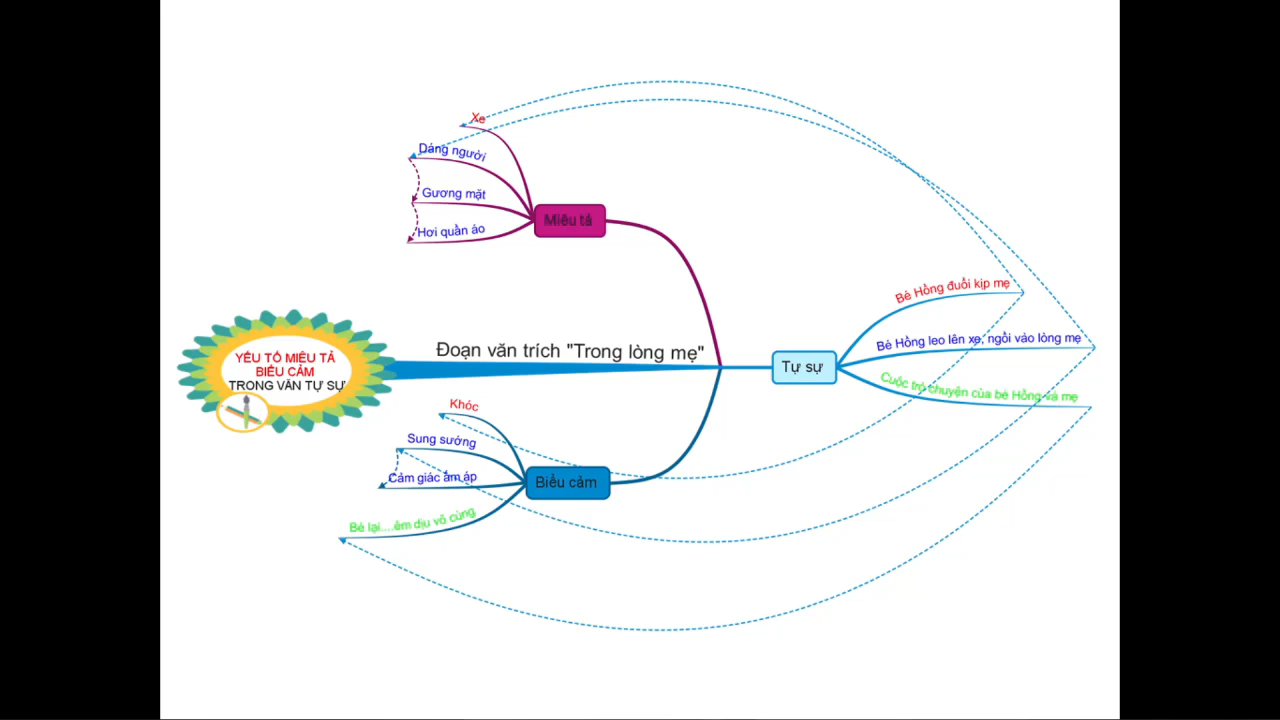 YẾU TỐ MIÊU TẢ
BIỂU CẢM
TRONG VĂN TỰ SỰ
Đoạn văn trích "Trong lòng mẹ"
Miêu tả
Xe
Dáng người
Gương mặt
Hơi quần áo
Tự sự
Bé Hồng đuổi kịp mẹ
Bé Hồng leo lên xe, ngồi vào lòng mẹ
Cuộc trò chuyện của bé Hồng và mẹ
Biểu cảm
Khóc
Sung sướng
Cảm giác ấm áp
Bé lại....êm dịu vô cùng